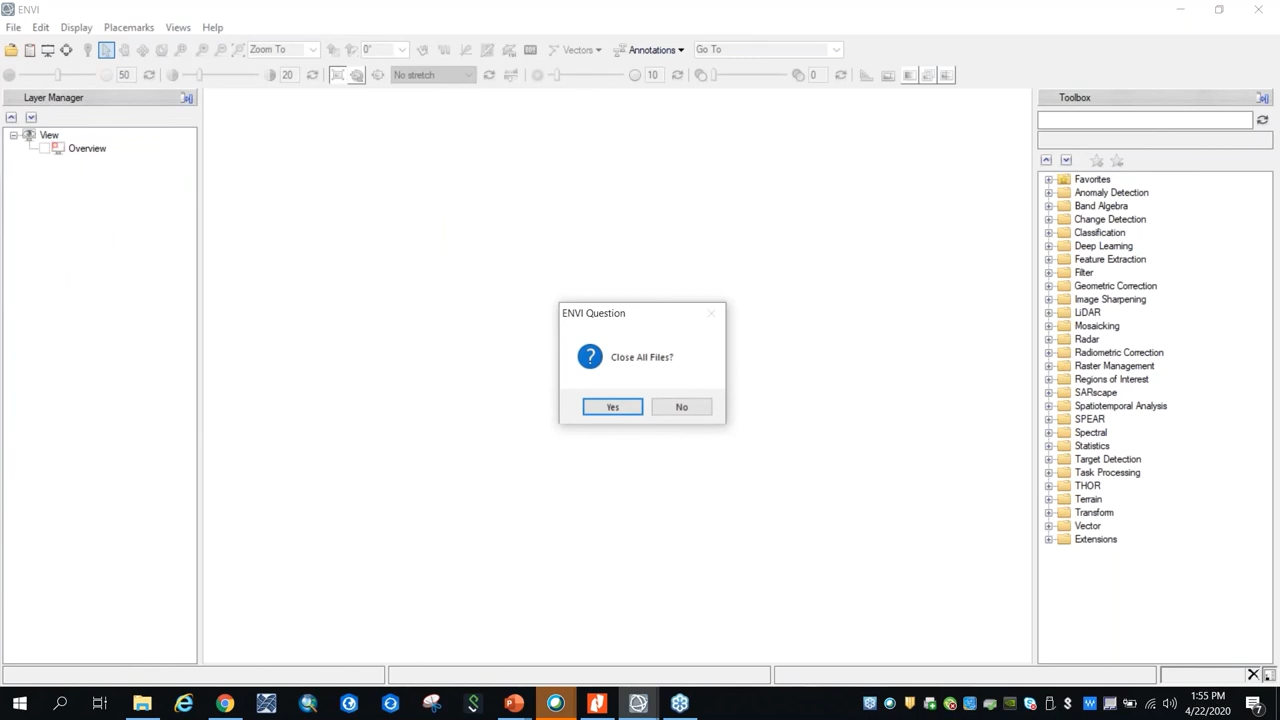 ENVI
File Edit Display Placemarks Views Help
Zoom To 0° Vectors Annotations Go To
50 20 No stretch 10 0
Layer Manager
View
Overview
Toolbox
Favorites
Anomaly Detection
Band Algebra
Change Detection
Classification
Deep Learning
Feature Extraction
Filter
Geometric Correction
Image Sharpening
LiDAR
Mosaicking
Radar
Radiometric Correction
Raster Management
Regions of Interest
SARscape
Spatiotemporal Analysis
SPEAR
Spectral
Statistics
Target Detection
Task Processing
THOR
Terrain
Transform
Vector
Extensions
ENVI Question
Close All Files?
Yes No
1:55 PM
4/22/2020